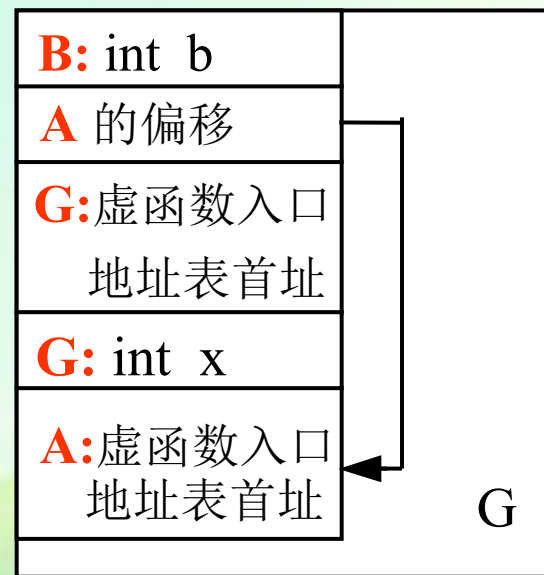 B: int b
A 的偏移
G:虚函数入口
地址表首址
G: int x
A:虚函数入口
地址表首址
G